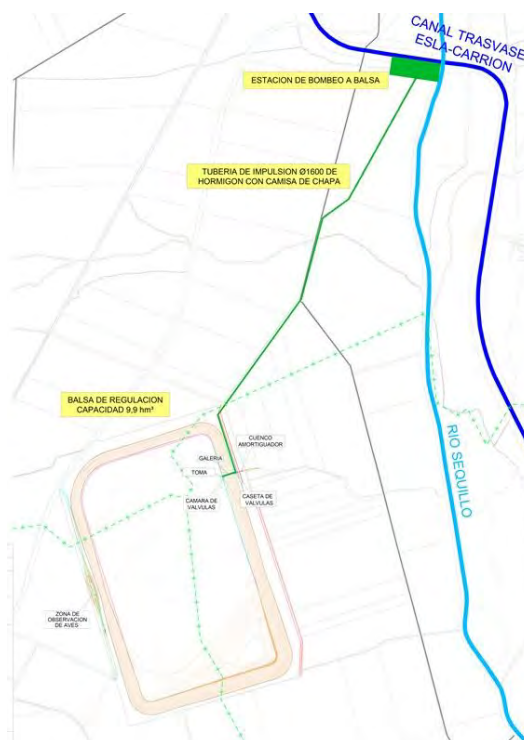 CANAL TRASVASE
ESLA-CARRION
ESTACION DE BOMBEO A BALSA
TUBERIA DE IMPULSION Ø1600 DE
HORMIGON CON CAMISA DE CHAPA
BALSA DE REGULACION
CAPACIDAD 9,9 hm³
CUENCO
AMORTIGUADOR
GALERIA
TOMA
CAMARA DE
VALVULAS
CASETA DE
VALVULAS
RIO SEQUILLO
ZONA DE
OBSERVACION
DE AVES